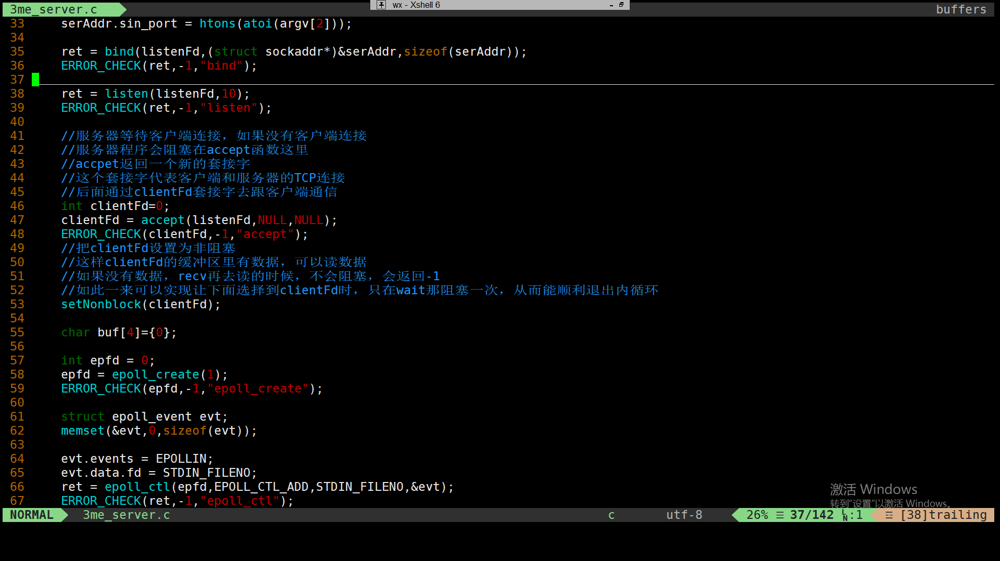 3me_server.c
wx - Xshell 6
buffers
33     serAddr.sin_port = htons(atoi(argv[2]));
34
35     ret = bind(listenFd,(struct sockaddr*)&serAddr,sizeof(serAddr));
36     ERROR_CHECK(ret,-1,"bind");
37
38     ret = listen(listenFd,10);
39     ERROR_CHECK(ret,-1,"listen");
40
41     //服务器等待客户端连接，如果没有客户端连接
42     //服务器程序会阻塞在accept函数这里
43     //accpet返回一个新的套接字
44     //这个套接字代表客户端和服务器的TCP连接
45     //后面通过clientFd套接字去跟客户端通信
46     int clientFd=0;
47     clientFd = accept(listenFd,NULL,NULL);
48     ERROR_CHECK(clientFd,-1,"accept");
49     //把clientFd设置为非阻塞
50     //这样clientFd的缓冲区里有数据，可以读数据
51     //如果没有数据，recv再去读的时候，不会阻塞，会返回-1
52     //如此一来可以实现让下面选择到clientFd时，只在wait那阻塞一次，从而能顺利退出内循环
53     setNonblock(clientFd);
54
55     char buf[4]={0};
56
57     int epfd = 0;
58     epfd = epoll_create(1);
59     ERROR_CHECK(epfd,-1,"epoll_create");
60
61     struct epoll_event evt;
62     memset(&evt,0,sizeof(evt));
63
64     evt.events = EPOLLIN;
65     evt.data.fd = STDIN_FILENO;
66     ret = epoll_ctl(epfd,EPOLL_CTL_ADD,STDIN_FILENO,&evt);
67     ERROR_CHECK(ret,-1,"epoll_ctl");
激活 Windows
转到"设置"以激活 Windows。
NORMAL  3me_server.c  c  utf-8  26% ☰ 37/142 ㏑:1  ☲ [38]trailing